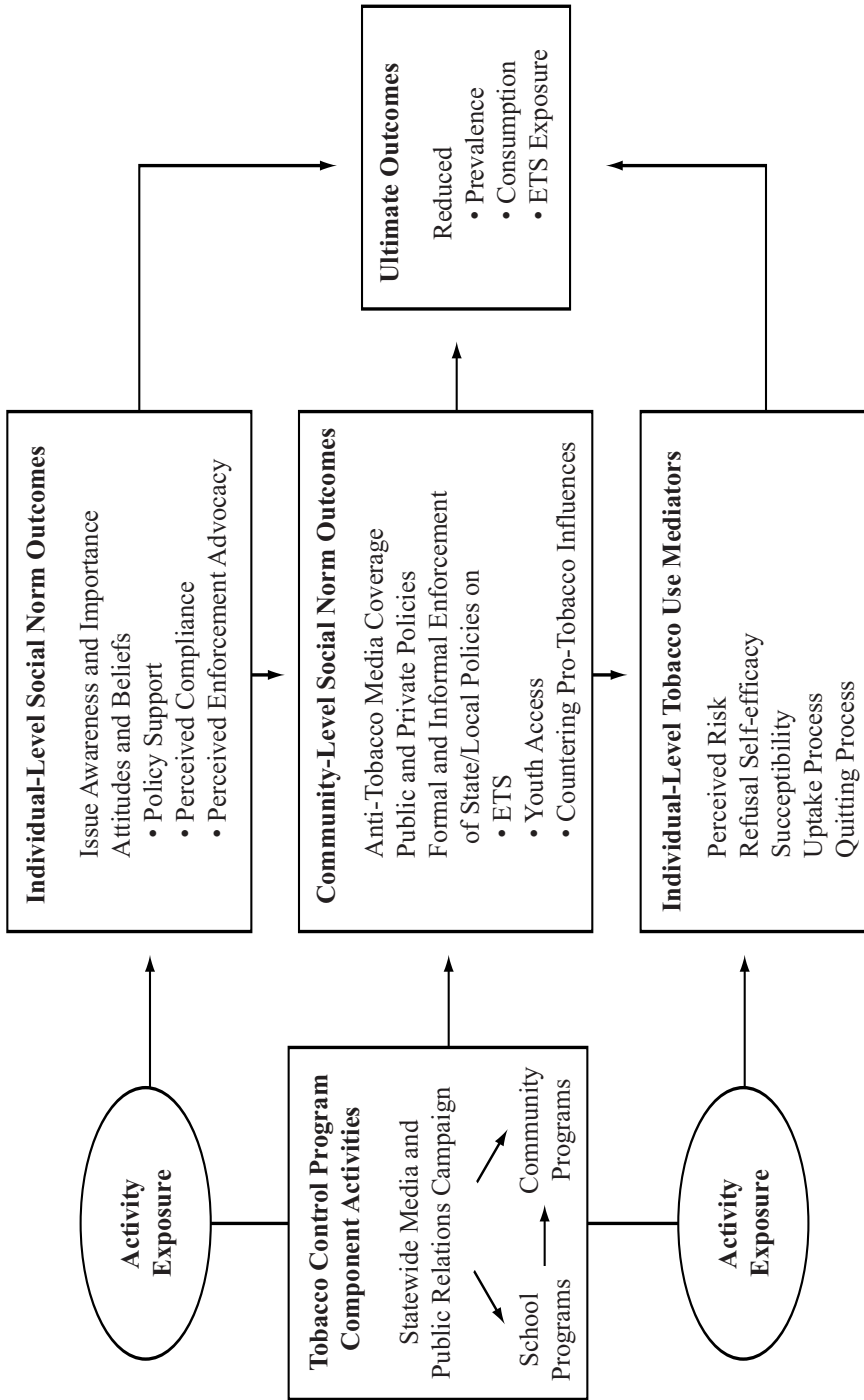 Activity
Exposure
Tobacco Control Program
Component Activities
Statewide Media and
Public Relations Campaign
School
Programs
Community
Programs
Activity
Exposure
Individual-Level Social Norm Outcomes
Issue Awareness and Importance
Attitudes and Beliefs
• Policy Support
• Perceived Compliance
• Perceived Enforcement Advocacy
Community-Level Social Norm Outcomes
Anti-Tobacco Media Coverage
Public and Private Policies
Formal and Informal Enforcement
of State/Local Policies on
• ETS
• Youth Access
• Countering Pro-Tobacco Influences
Individual-Level Tobacco Use Mediators
Perceived Risk
Refusal Self-efficacy
Succeptibility
Uptake Process
Quitting Process
Ultimate Outcomes
Reduced
• Prevalence
• Consumption
• ETS Exposure